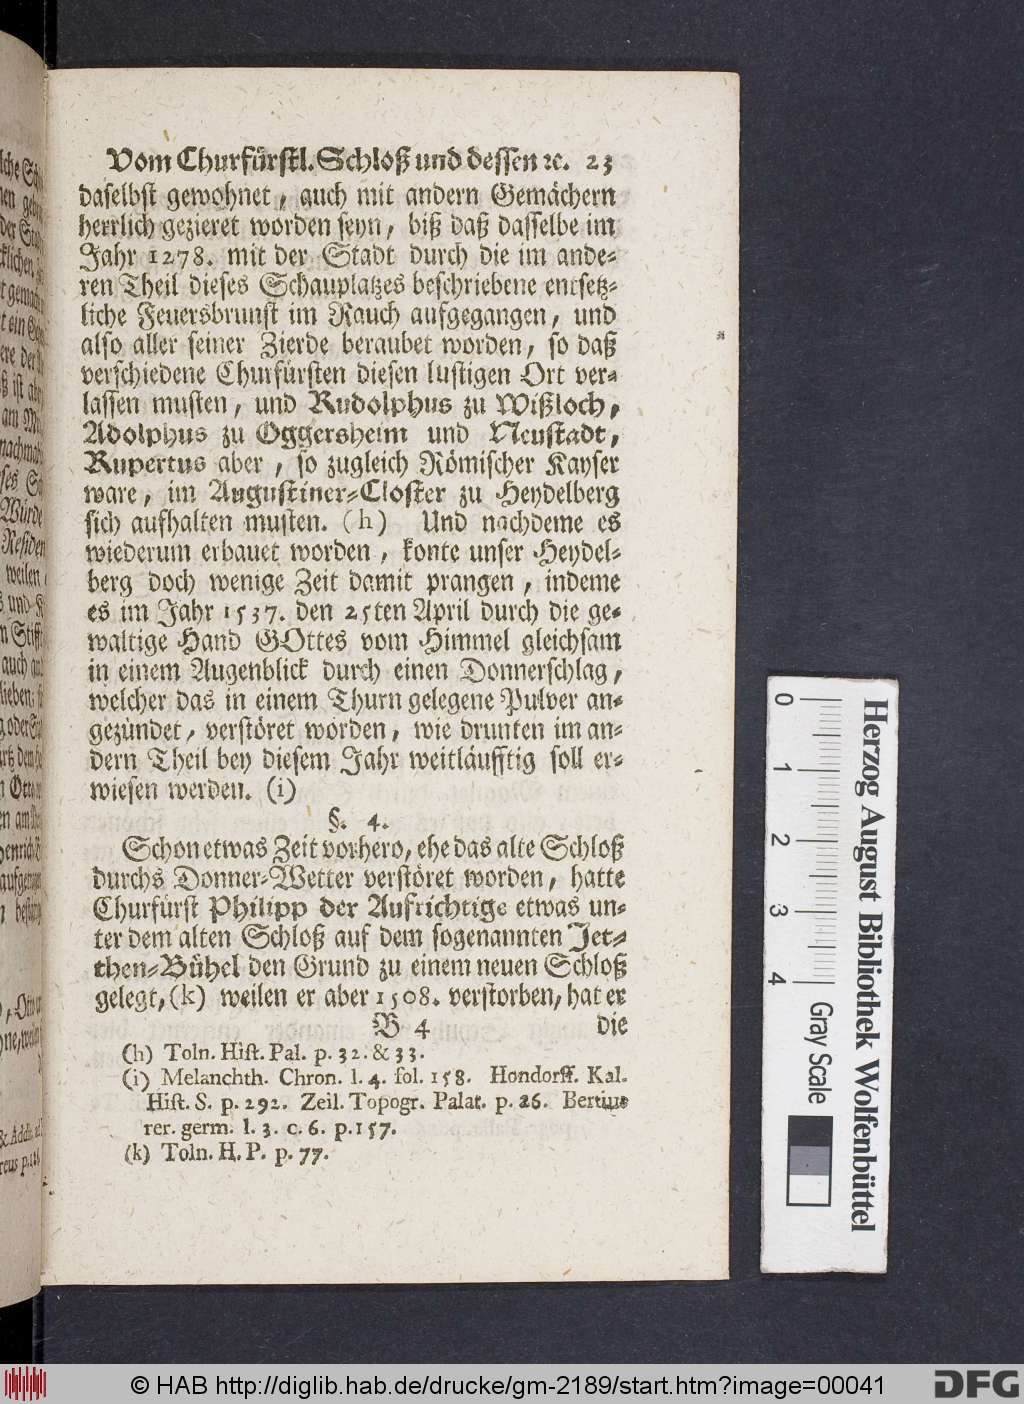 Vom Churfürstl. Schloß und dessen ꝛc. 23
daselbst gewohnet, auch mit andern Gemächern
herrlich gezieret worden seyn, biß daß dasselbe im
Jahr 1278. mit der Stadt durch die im ande-
ren Theil dieses Schauplatzes beschriebene entsetz-
liche Feuersbrunst im Rauch aufgegangen, und
also aller seiner Zierde beraubet worden, so daß
verschiedene Churfürsten diesen lustigen Ort ver-
lassen musten, und Rudolphus zu Wißloch,
Adolphus zu Oggersheim und Neustadt,
Rupertus aber, so zugleich Römischer Kayser
ware, im Augustiner-Closter zu Heydelberg
sich aufhalten musten. (h) Und nachdeme es
wiederum erbauet worden, konte unser Heydel-
berg doch wenige Zeit damit prangen, indeme
es im Jahr 1537. den 25ten April durch die ge-
waltige Hand GOttes vom Himmel gleichsam
in einem Augenblick durch einen Donnerschlag,
welcher das in einem Thurn gelegene Pulver an-
gezündet, verstöret worden, wie drunten im an-
dern Theil bey diesem Jahr weitläufftig soll er-
wiesen werden. (i)
§. 4.
Schon etwas Zeit vorhero, ehe das alte Schloß
durchs Donner-Wetter verstöret worden, hatte
Churfürst Philipp der Aufrichtige etwas un-
ter dem alten Schloß auf dem sogenannten Jet-
then-Bühel den Grund zu einem neuen Schloß
gelegt, (k) weilen er aber 1508. verstorben, hat er
B 4 die
(h) Toln. Hist. Pal. p. 32. & 33.
(i) Melanchth. Chron. l. 4. fol. 158. Hondorff. Kal.
Hist. S. p. 292. Zeil. Topogr. Palat. p. 26. Bertius
rer. germ. l. 3. c. 6. p. 157.
(k) Toln. H. P. p. 77.
0 1 2 3 4
Gray Scale
Herzog August Bibliothek Wolfenbüttel
© HAB http://diglib.hab.de/drucke/gm-2189/start.htm?image=00041
DFG